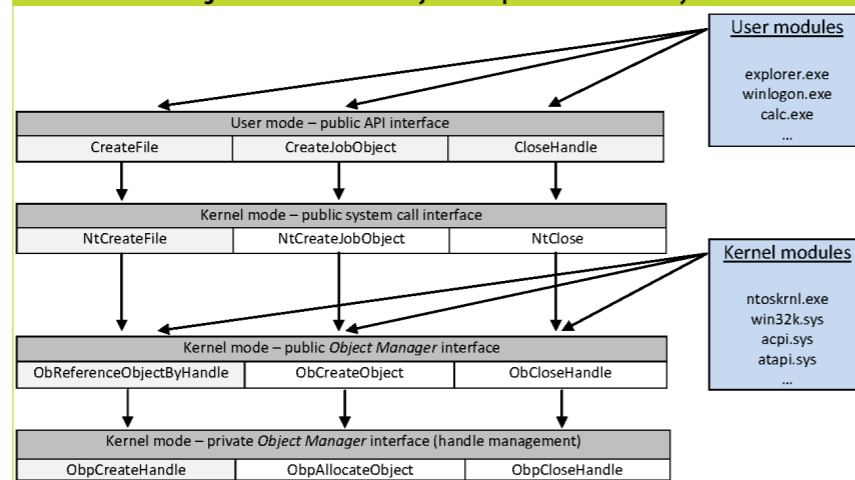 User modules
explorer.exe
winlogon.exe
calc.exe
...
User mode – public API interface
CreateFile CreateJobObject CloseHandle
Kernel mode – public system call interface
NtCreateFile NtCreateJobObject NtClose
Kernel modules
ntoskrnl.exe
win32k.sys
acpi.sys
atapi.sys
...
Kernel mode – public Object Manager interface
ObReferenceObjectByHandle ObCreateObject ObCloseHandle
Kernel mode – private Object Manager interface (handle management)
ObpCreateHandle ObpAllocateObject ObpCloseHandle